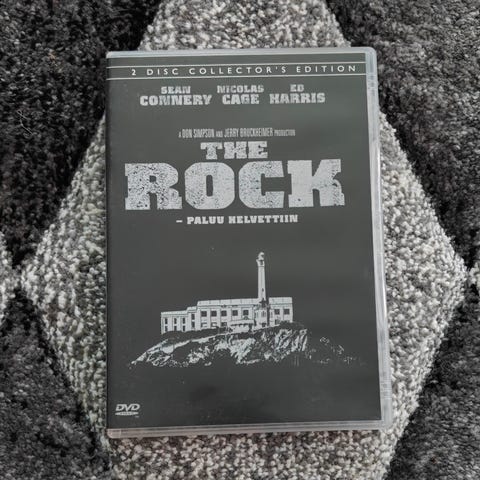 2 DISC COLLECTOR'S EDITION
SEAN NICOLAS ED
CONNERY CAGE HARRIS
A DON SIMPSON AND JERRY BRUCKHEIMER PRODUCTION
THE
ROCK
– PALUU HELVETTIIN
DVD